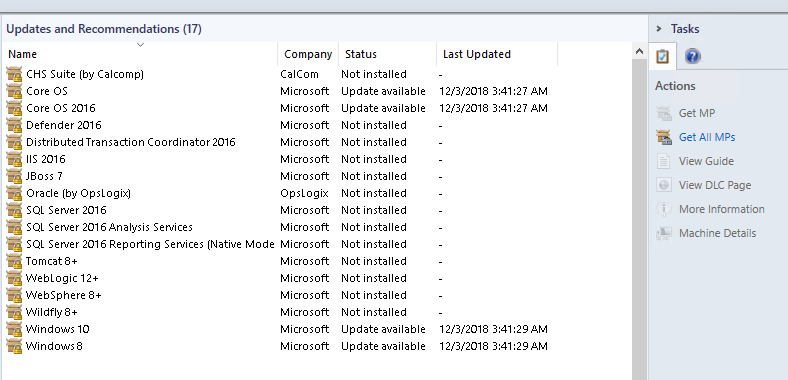 Updates and Recommendations (17)
Name Company Status Last Updated
CHS Suite (by Calcomp) CalCom Not installed -
Core OS Microsoft Update available 12/3/2018 3:41:27 AM
Core OS 2016 Microsoft Update available 12/3/2018 3:41:27 AM
Defender 2016 Microsoft Not installed -
Distributed Transaction Coordinator 2016 Microsoft Not installed -
IIS 2016 Microsoft Not installed -
JBoss 7 Microsoft Not installed -
Oracle (by OpsLogix) OpsLogix Not installed -
SQL Server 2016 Microsoft Not installed -
SQL Server 2016 Analysis Services Microsoft Not installed -
SQL Server 2016 Reporting Services (Native Mode Microsoft Not installed -
Tomcat 8+ Microsoft Not installed -
WebLogic 12+ Microsoft Not installed -
WebSphere 8+ Microsoft Not installed -
Wildfly 8+ Microsoft Not installed -
Windows 10 Microsoft Update available 12/3/2018 3:41:29 AM
Windows 8 Microsoft Update available 12/3/2018 3:41:29 AM
Tasks
Actions
Get MP
Get All MPs
View Guide
View DLC Page
More Information
Machine Details